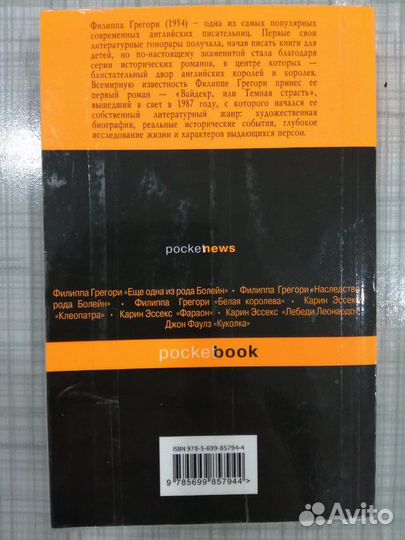 Филиппа Грегори (1954) – одна из самых популярных
современных английских писательниц. Первые свои
литературные гонорары получала, начав писать книги для
детей, но по-настоящему знаменитой стала благодаря
серии исторических романов, в центре которых —
блистательный двор английских королей и королев.
Всемирную известность Филиппе Грегори принес ее
первый роман — «Вайдекр, или Темная страсть»,
вышедший в свет в 1987 году, с которого начался ее
собственный литературный жанр: художественная
биография, реальные исторические события, глубокое
исследование жизни и характеров выдающихся персон.
pocketnews
Филиппа Грегори «Еще одна из рода Болейн» · Филиппа Грегори «Наследство
рода Болейн» · Филиппа Грегори «Белая королева» · Карин Эссекс
«Клеопатра» · Карин Эссекс «Фараон» · Карин Эссекс «Лебеди Леонардо» ·
Джон Фаулз «Куколка»
pocketbook
ISBN 978-5-699-85794-4
9 785699 857944 >
Avito